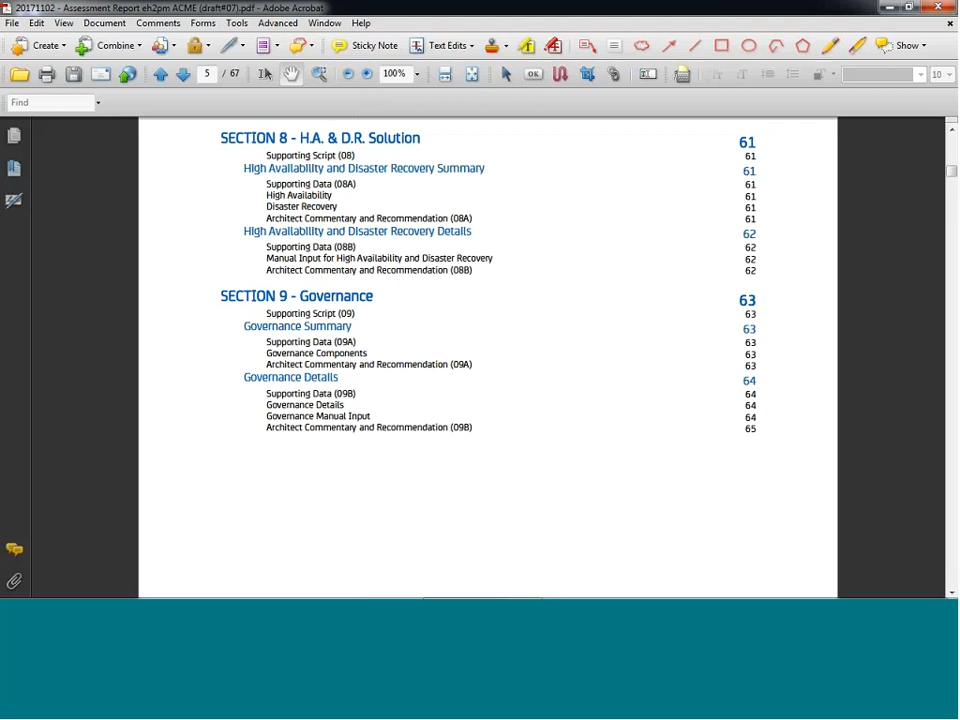 20171102 - Assessment Report eh2pm ACME (draft#07).pdf - Adobe Acrobat
File Edit View Document Comments Forms Tools Advanced Window Help
Create Combine Sticky Note Text Edits Show
5 / 67 OK 100% 10
Find
SECTION 8 - H.A. & D.R. Solution 61
Supporting Script (08) 61
High Availability and Disaster Recovery Summary 61
Supporting Data (08A) 61
High Availability 61
Disaster Recovery 61
Architect Commentary and Recommendation (08A) 61
High Availability and Disaster Recovery Details 62
Supporting Data (08B) 62
Manual Input for High Availability and Disaster Recovery 62
Architect Commentary and Recommendation (08B) 62
SECTION 9 - Governance 63
Supporting Script (09) 63
Governance Summary 63
Supporting Data (09A) 63
Governance Components 63
Architect Commentary and Recommendation (09A) 63
Governance Details 64
Supporting Data (09B) 64
Governance Details 64
Governance Manual Input 64
Architect Commentary and Recommendation (09B) 65